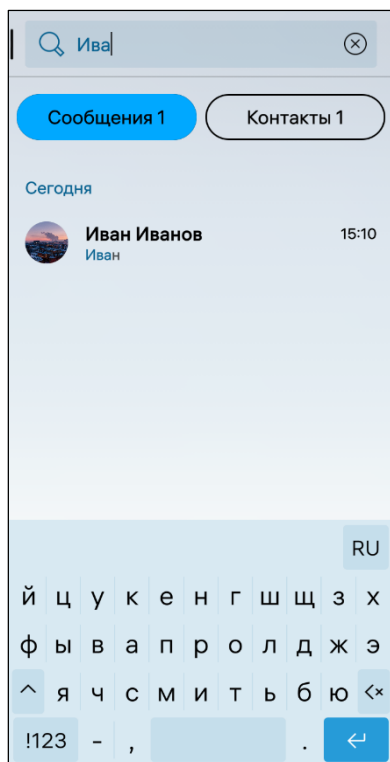 Ива
Сообщения 1
Контакты 1
Сегодня
Иван Иванов
15:10
Иван
RU
й ц у к е н г ш щ з х
ф ы в а п р о л д ж э
я ч с м и т ь б ю
!123 - , .